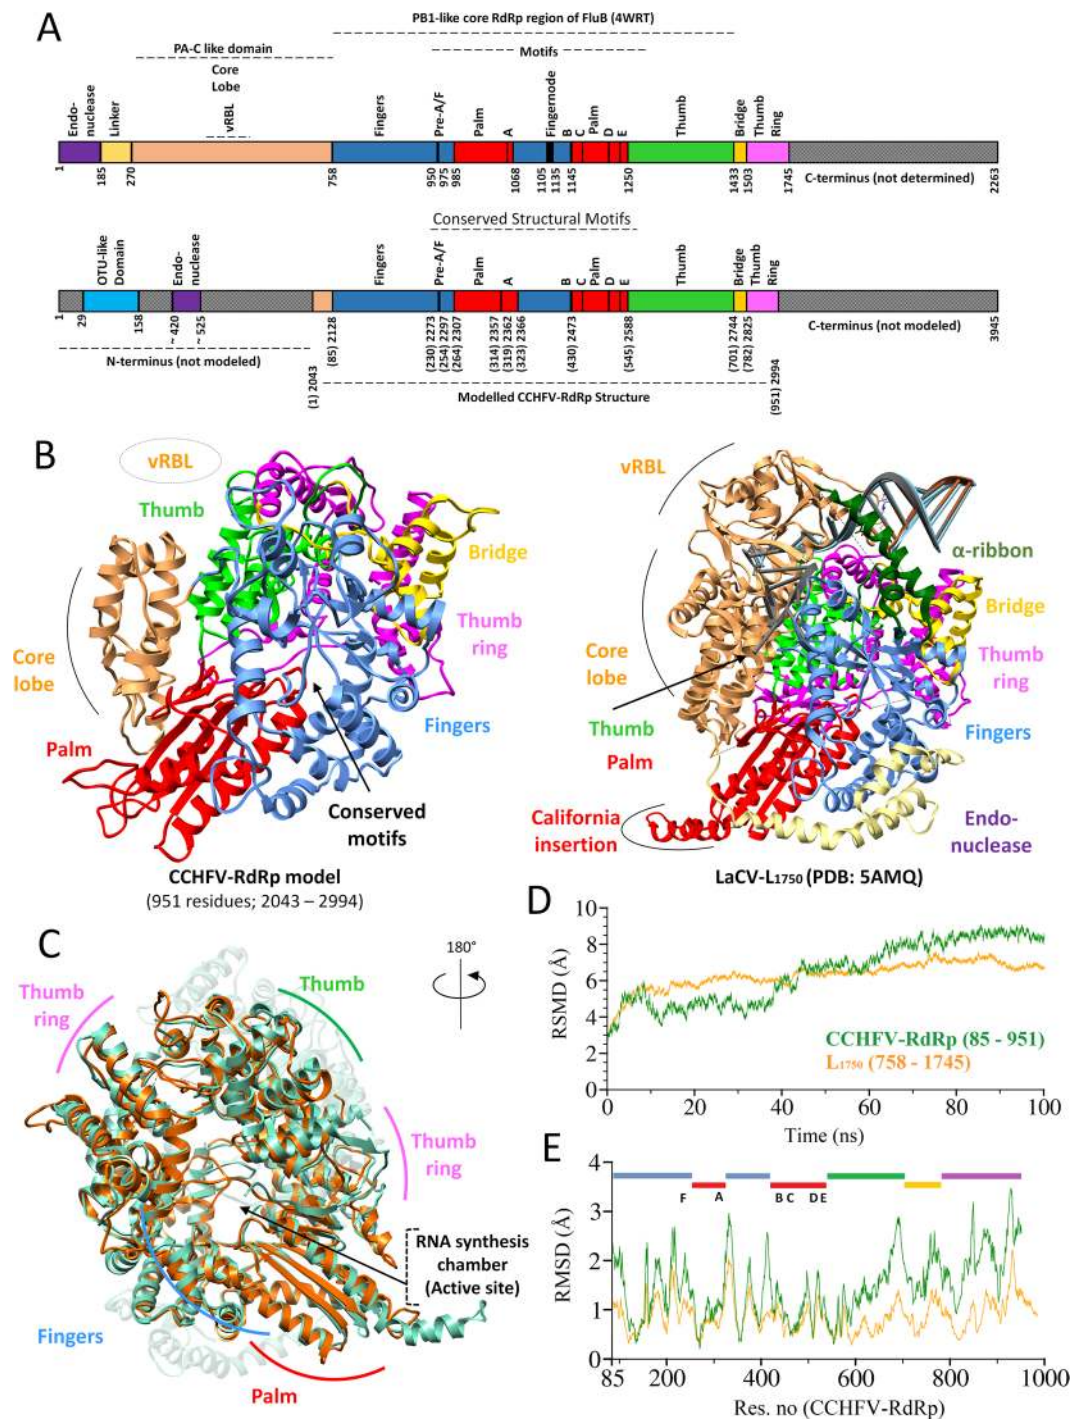 A
PB1-like core RdRp region of FluB (4WRT)
PA-C like domain
Motifs
Core
Lobe
Endo-
nuclease
Linker
vRBL
Fingers
Pre-A/F
Palm
A
Fingernode
B
C
Palm
D
E
Thumb
Bridge
Thumb
Ring
1
185
270
758
950
975
985
1068
1105
1135
1145
1250
1433
1503
1745
C-terminus (not determined)
2263
Conserved Structural Motifs
OTU-like
Domain
Endo-
nuclease
Fingers
Pre-A/F
Palm
A
B
C
Palm
D
E
Thumb
Bridge
Thumb
Ring
1
29
158
~420
~525
(1) 2043
(85) 2128
(230) 2273
(254) 2297
(264) 2307
(314) 2357
(319) 2362
(323) 2366
(430) 2473
(545) 2588
(701) 2744
(782) 2825
(951) 2994
C-terminus (not modeled)
3945
N-terminus (not modeled)
Modelled CCHFV-RdRp Structure
B
vRBL
Thumb
Bridge
Thumb
ring
Core
lobe
Fingers
Palm
Conserved
motifs
CCHFV-RdRp model
(951 residues; 2043 – 2994)
vRBL
α-ribbon
Bridge
Core
lobe
Thumb
ring
Thumb
Fingers
Palm
California
insertion
Endo-
nuclease
LaCV-L1750 (PDB: 5AMQ)
C
180°
Thumb
ring
Thumb
Thumb
ring
RNA synthesis
chamber
(Active site)
Fingers
Palm
D
10
8
6
4
2
0
RSMD (Å)
CCHFV-RdRp (85 - 951)
L1750 (758 - 1745)
0 20 40 60 80 100
Time (ns)
E
4
3
2
1
0
RMSD (Å)
F A B C D E
85 200 400 600 800 1000
Res. no (CCHFV-RdRp)